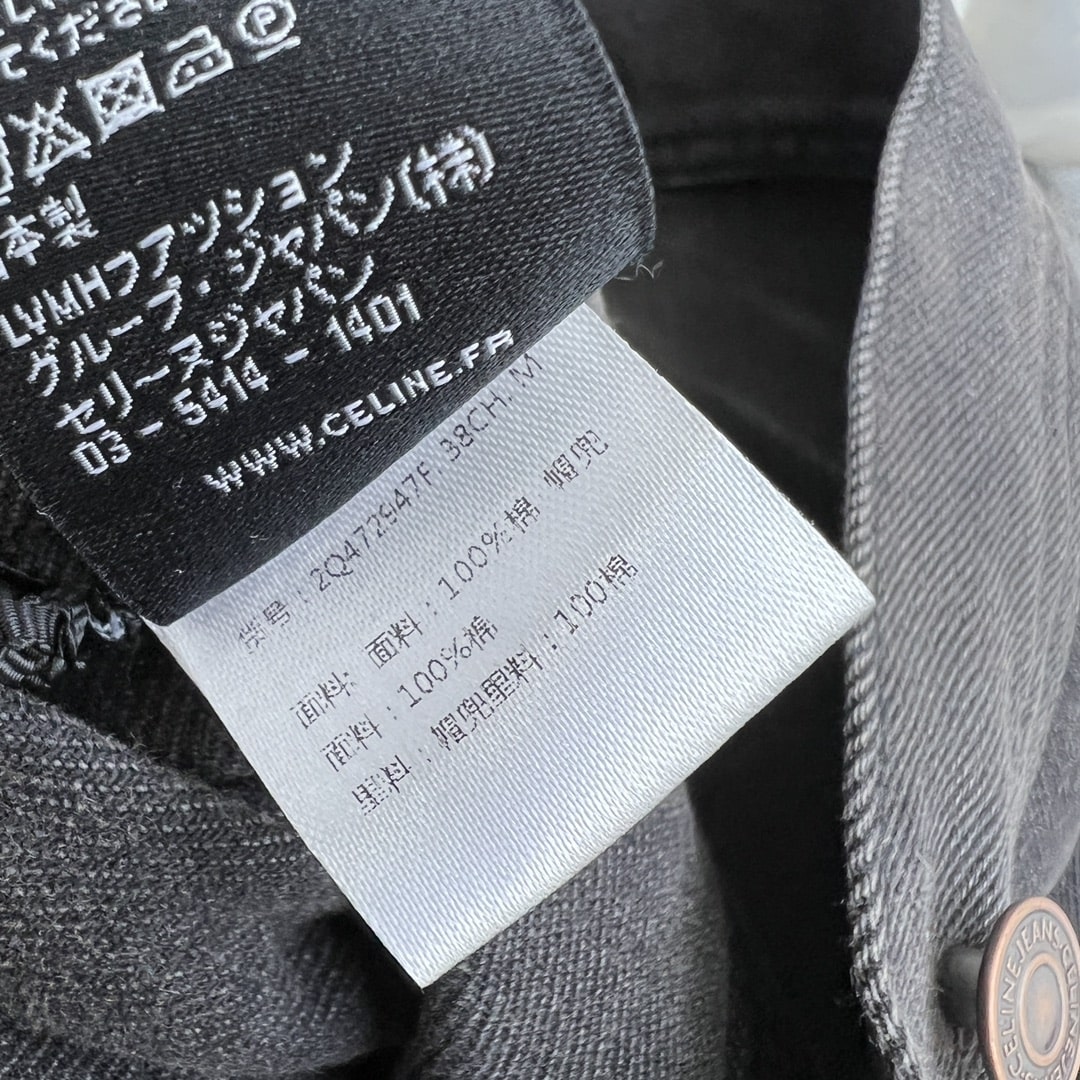 てくださ
日本製
LVMHファッション
グループ・ジャパン(株)
セリーヌジャパン
03 - 5414 - 1401
WWW.CELINE.FR
货号：2Q472947F. 38CH. M
面料: 面料：100%棉 帽兜
面料：100%棉
里料：帽兜里料：100棉
CELINE JEANS